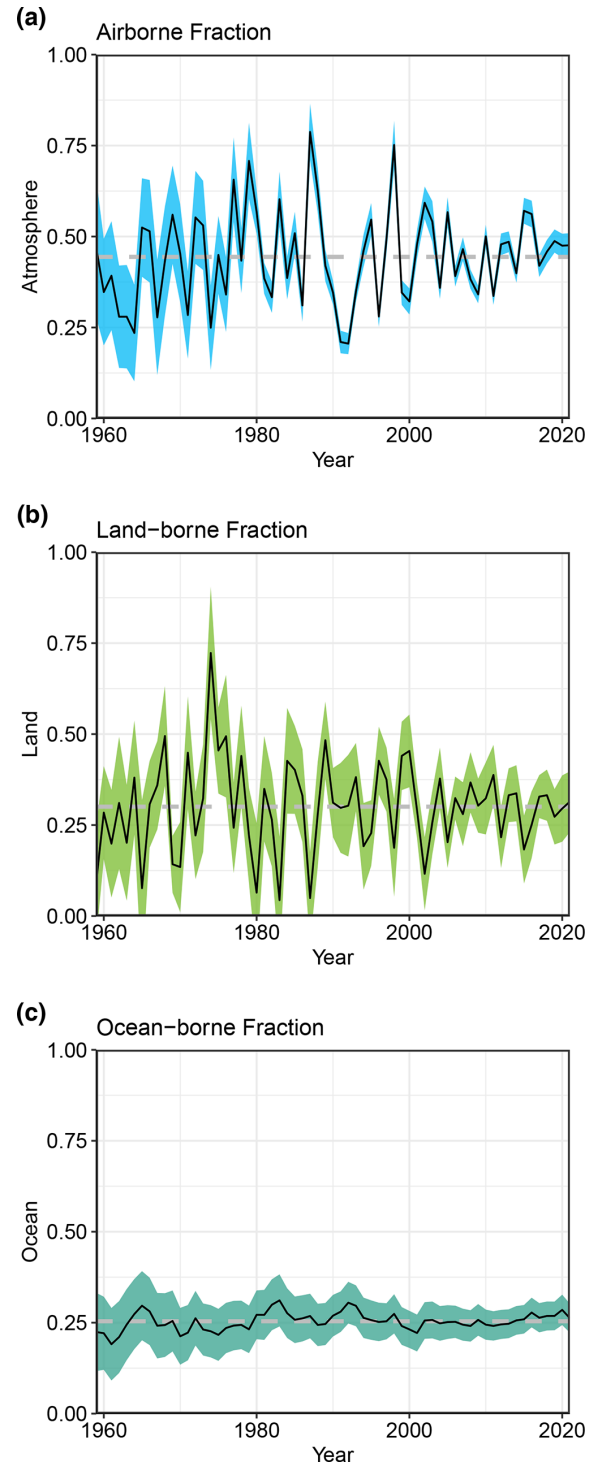 (a)
Airborne Fraction
1.00
0.75
0.50
0.25
0.00
Atmosphere
1960 1980 2000 2020
Year
(b)
Land−borne Fraction
1.00
0.75
0.50
0.25
0.00
Land
1960 1980 2000 2020
Year
(c)
Ocean−borne Fraction
1.00
0.75
0.50
0.25
0.00
Ocean
1960 1980 2000 2020
Year